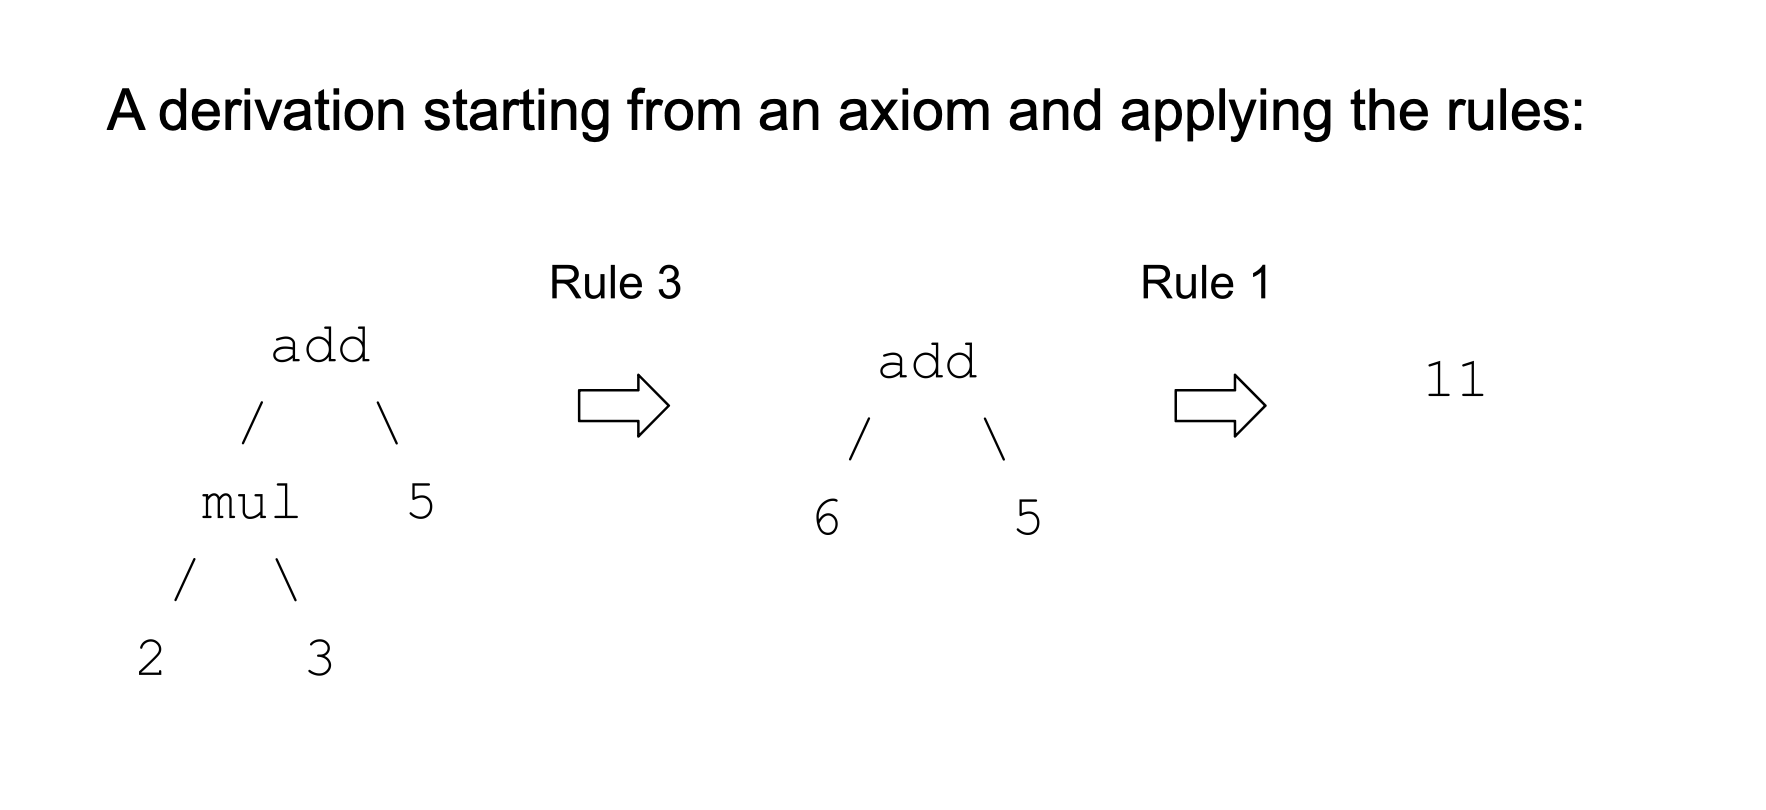 A derivation starting from an axiom and applying the rules:
Rule 3 Rule 1
add add 11
/ \ / \
mul 5 6 5
/ \
2 3